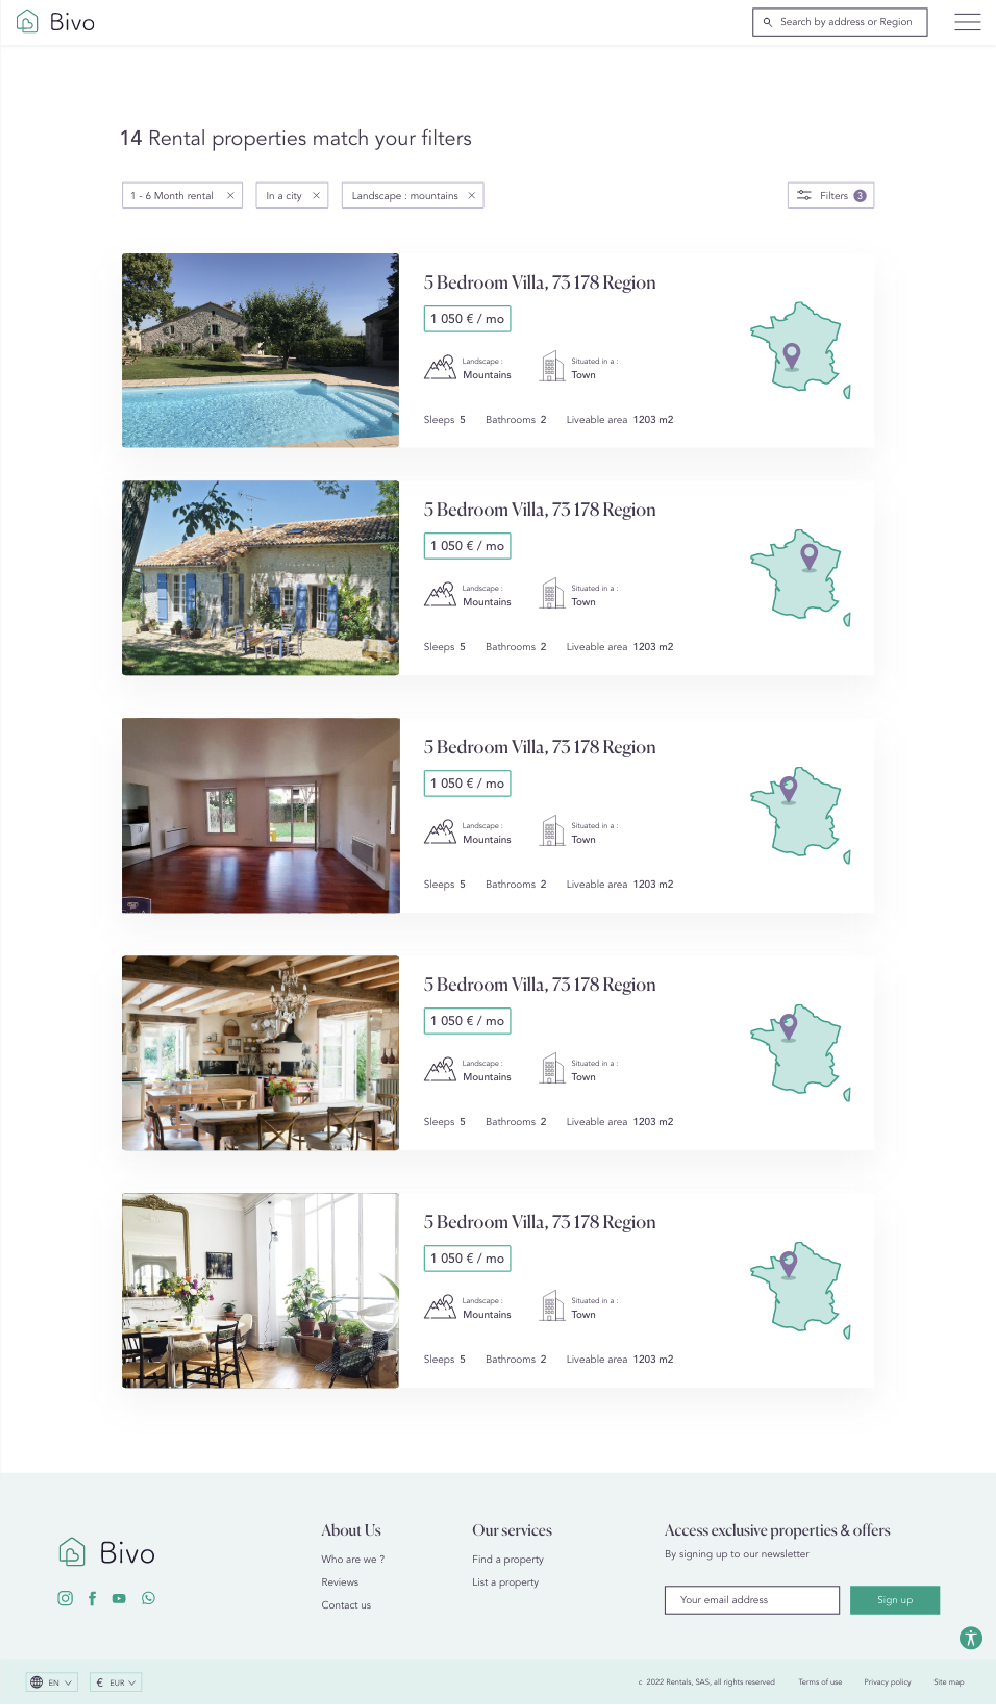 Bivo
Search by address or Region
14 Rental properties match your filters
1 - 6 Month rental
In a city
Landscape : mountains
Filters 3
5 Bedroom Villa, 73 178 Region
1 050 € / mo
Landscape :
Mountains
Situated in a :
Town
Sleeps 5 Bathrooms 2 Liveable area 1203 m2
5 Bedroom Villa, 73 178 Region
1 050 € / mo
Landscape :
Mountains
Situated in a :
Town
Sleeps 5 Bathrooms 2 Liveable area 1203 m2
5 Bedroom Villa, 73 178 Region
1 050 € / mo
Landscape :
Mountains
Situated in a :
Town
Sleeps 5 Bathrooms 2 Liveable area 1203 m2
5 Bedroom Villa, 73 178 Region
1 050 € / mo
Landscape :
Mountains
Situated in a :
Town
Sleeps 5 Bathrooms 2 Liveable area 1203 m2
5 Bedroom Villa, 73 178 Region
1 050 € / mo
Landscape :
Mountains
Situated in a :
Town
Sleeps 5 Bathrooms 2 Liveable area 1203 m2
Bivo
About Us
Who are we ?
Reviews
Contact us
Our services
Find a property
List a property
Access exclusive properties & offers
By signing up to our newsletter
Your email address
Sign up
EN
€ EUR
c 2022 Rentals, SAS, all rights reserved
Terms of use
Privacy policy
Site map